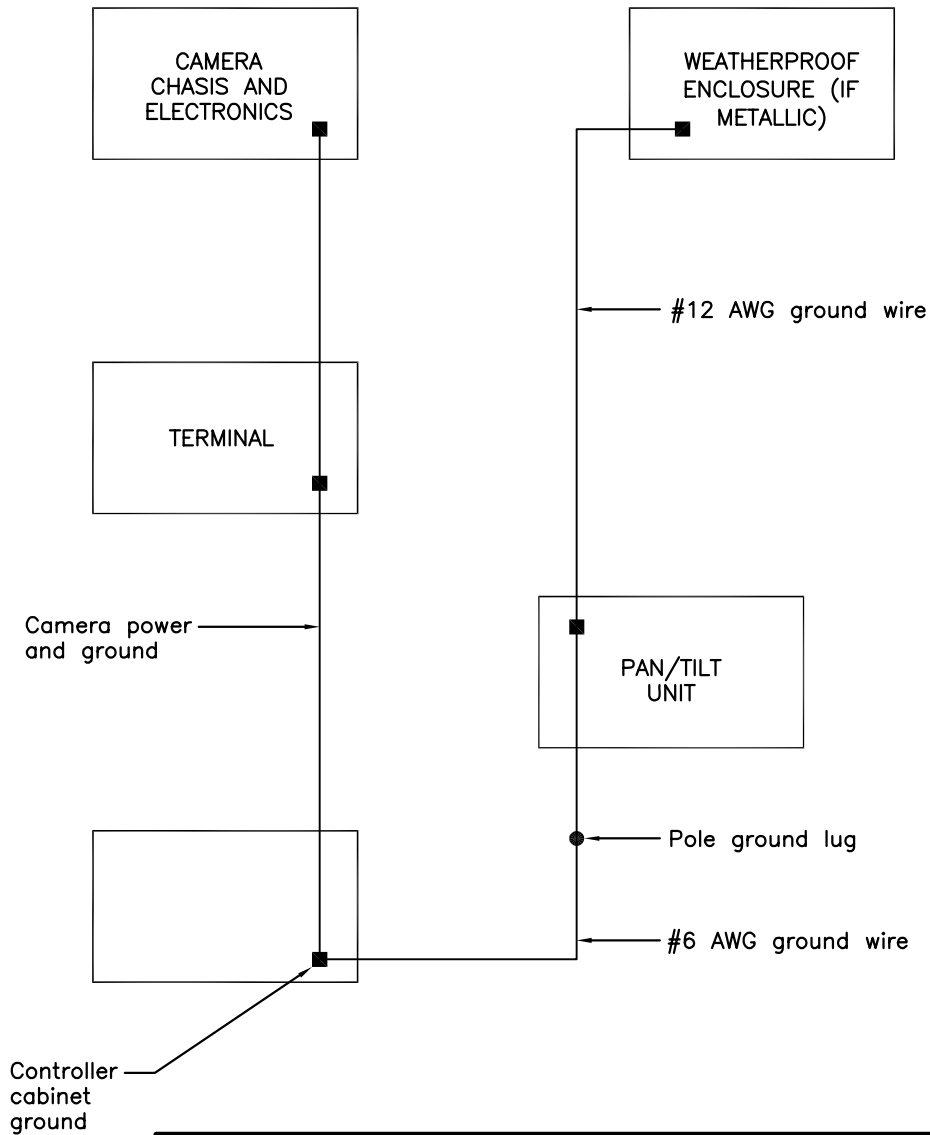 CAMERA
CHASIS AND
ELECTRONICS
WEATHERPROOF
ENCLOSURE (IF
METALLIC)
#12 AWG ground wire
TERMINAL
Camera power
and ground
PAN/TILT
UNIT
Pole ground lug
#6 AWG ground wire
Controller
cabinet
ground